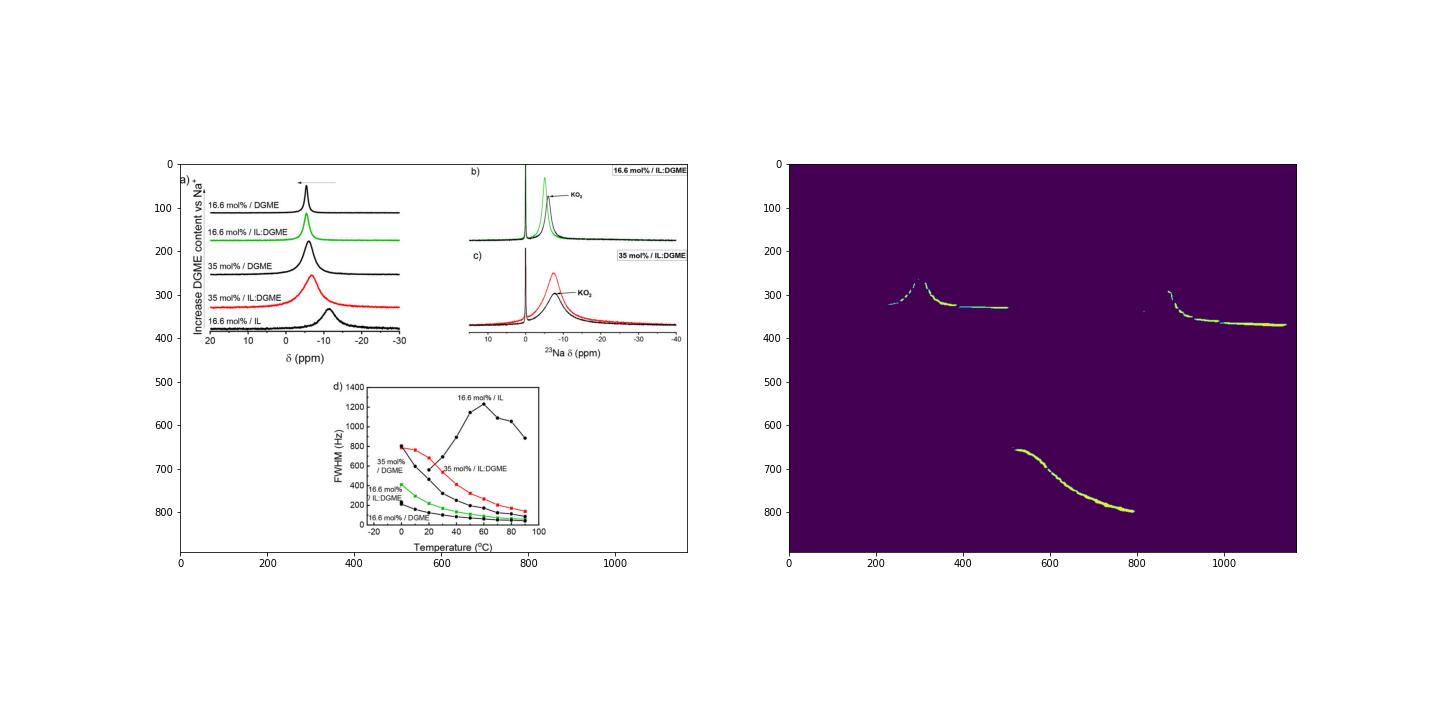 a)
Increase DGME content vs Na+
16.6 mol% / DGME
16.6 mol% / IL:DGME
35 mol% / DGME
35 mol% / IL:DGME
16.6 mol% / IL
20 10 0 -10 -20 -30
δ (ppm)
b)
16.6 mol% / IL:DGME
KO2
c)
35 mol% / IL:DGME
KO2
10 0 -10 -20 -30 -40
23Na δ (ppm)
d)
1400
1200
1000
800
600
400
200
0
FWHM (Hz)
16.6 mol% / IL
35 mol%
/ DGME
35 mol% / IL:DGME
16.6 mol%
/ IL:DGME
16.6 mol% / DGME
-20 0 20 40 60 80 100
Temperature (°C)
0
100
200
300
400
500
600
700
800
0 200 400 600 800 1000
0
100
200
300
400
500
600
700
800
0 200 400 600 800 1000